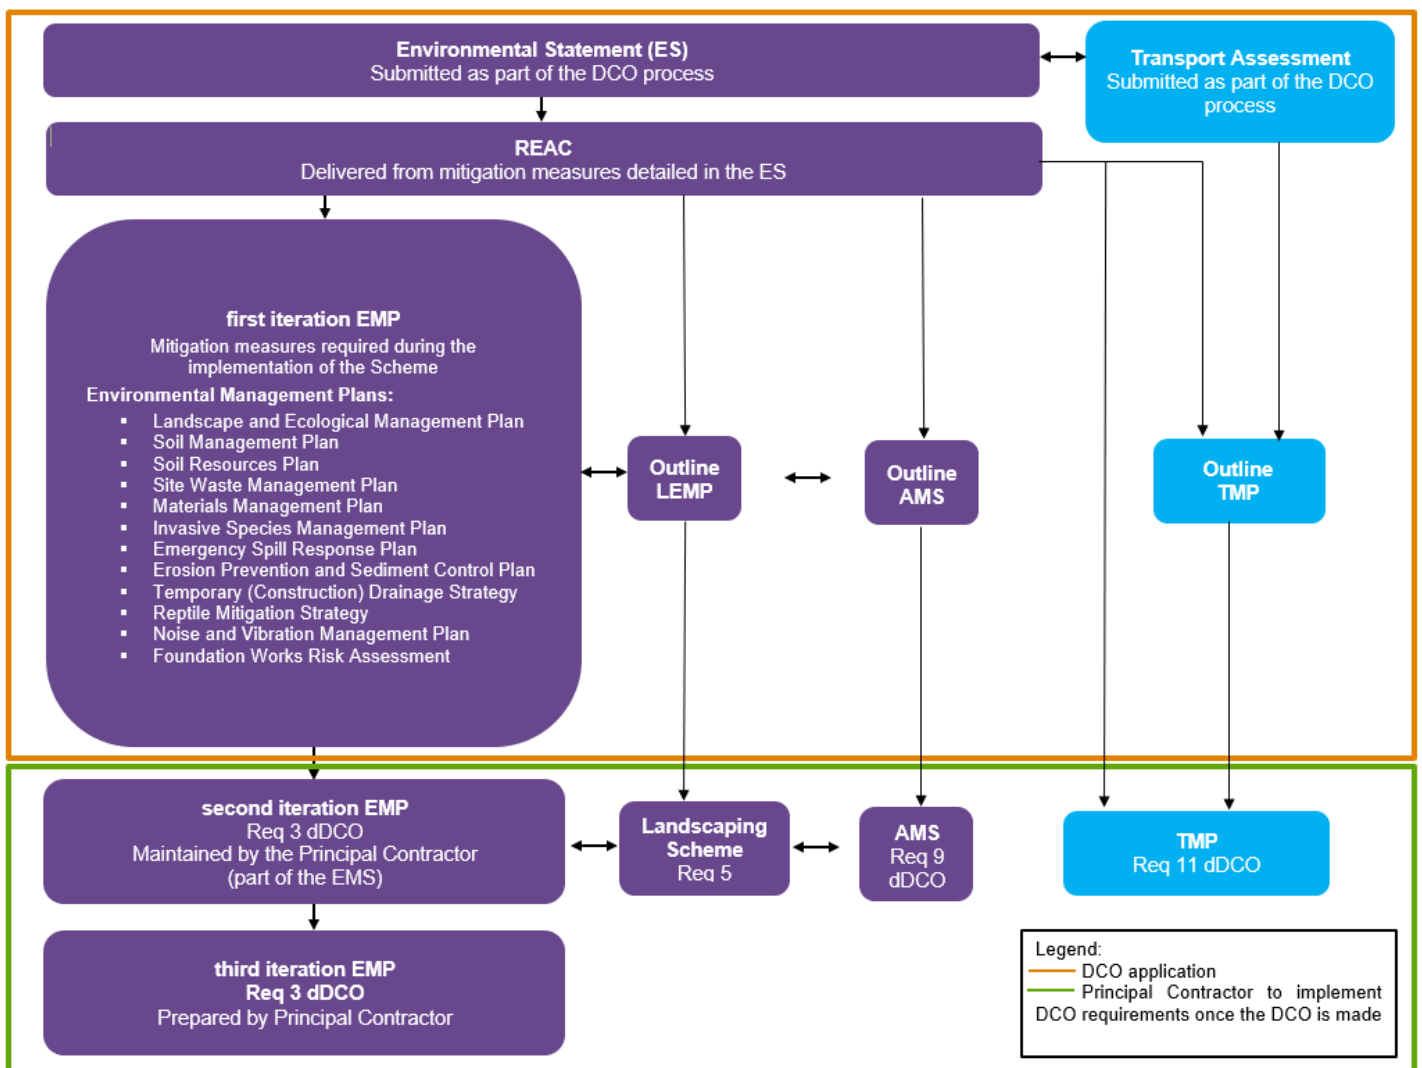 Environmental Statement (ES)
Submitted as part of the DCO process
Transport Assessment
Submitted as part of the DCO
process
REAC
Delivered from mitigation measures detailed in the ES
first iteration EMP
Mitigation measures required during the
implementation of the Scheme
Environmental Management Plans:
▪ Landscape and Ecological Management Plan
▪ Soil Management Plan
▪ Soil Resources Plan
▪ Site Waste Management Plan
▪ Materials Management Plan
▪ Invasive Species Management Plan
▪ Emergency Spill Response Plan
▪ Erosion Prevention and Sediment Control Plan
▪ Temporary (Construction) Drainage Strategy
▪ Reptile Mitigation Strategy
▪ Noise and Vibration Management Plan
▪ Foundation Works Risk Assessment
Outline
LEMP
Outline
AMS
Outline
TMP
second iteration EMP
Req 3 dDCO
Maintained by the Principal Contractor
(part of the EMS)
Landscaping
Scheme
Req 5
AMS
Req 9
dDCO
TMP
Req 11 dDCO
third iteration EMP
Req 3 dDCO
Prepared by Principal Contractor
Legend:
DCO application
Principal Contractor to implement
DCO requirements once the DCO is made